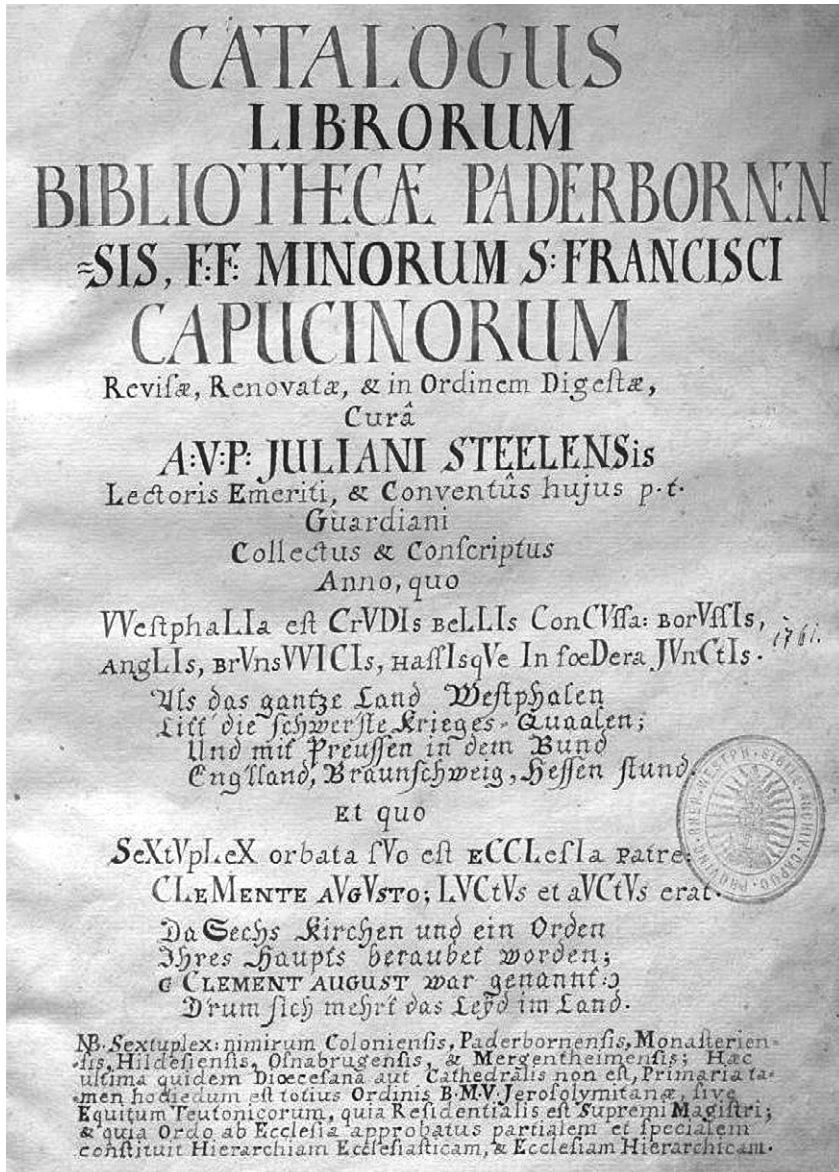 CATALOGUS
LIBRORUM
BIBLIOTHECÆ PADERBORNEN
=SIS, F:F: MINORUM S: FRANCISCI
CAPUCINORUM
Reviſæ, Renovatæ, & in Ordinem Digeſtæ,
Curâ
A:V:P: JULIANI STEELENSis
Lectoris Emeriti, & Conventûs hujus p.t.
Guardiani
Collectus & Conſcriptus
Anno, quo
VVeſtphaLIa eſt CrVDIs BeLLIs ConCVſſa: BorVſſIs,
AngLIs, BrVnsVVICIs, HaſſIsqVe In foeDera JVnCtIs.
1761.
Als das gantze Land Weſtphalen
Litt die ſchwerſte Krieges-Quaalen;
Und mit Preuſſen in dem Bund
Engſland, Braunſchweig, Heſſen ſtund.
Et quo
SeXtVpLeX orbata ſVo eſt ECCLeſIa Patre:
CLeMENTE AVGVSTO; LVCtVs et aVCtVs erat.
Da Sechs Kirchen und ein Orden
Ihres Haupts beraubet worden;
CLEMENT AUGUST war genannt:
Drum ſich mehrt das Leyd im Land.
NB. Sextuplex: nimirum Colonienſis, Paderbornenſis, Monaſterien-
-ſis, Hildeſienſis, Oſnabrugenſis, & Mergentheimenſis; Hæc
ultima quidem Diœceſana aut Cathedralis non eſt, Primaria ta-
-men hodiedum eſt totius Ordinis B.M.V. Jeroſolymitanæ, ſive
Equitum Teutonicorum, quia Reſidentialis eſt Supremi Magiſtri;
& quia Ordo ab Eccleſia approbatus partialem et ſpecialem
conſtituit Hierarchiam Eccleſiaſticam, & Eccleſiam Hierarchicam.